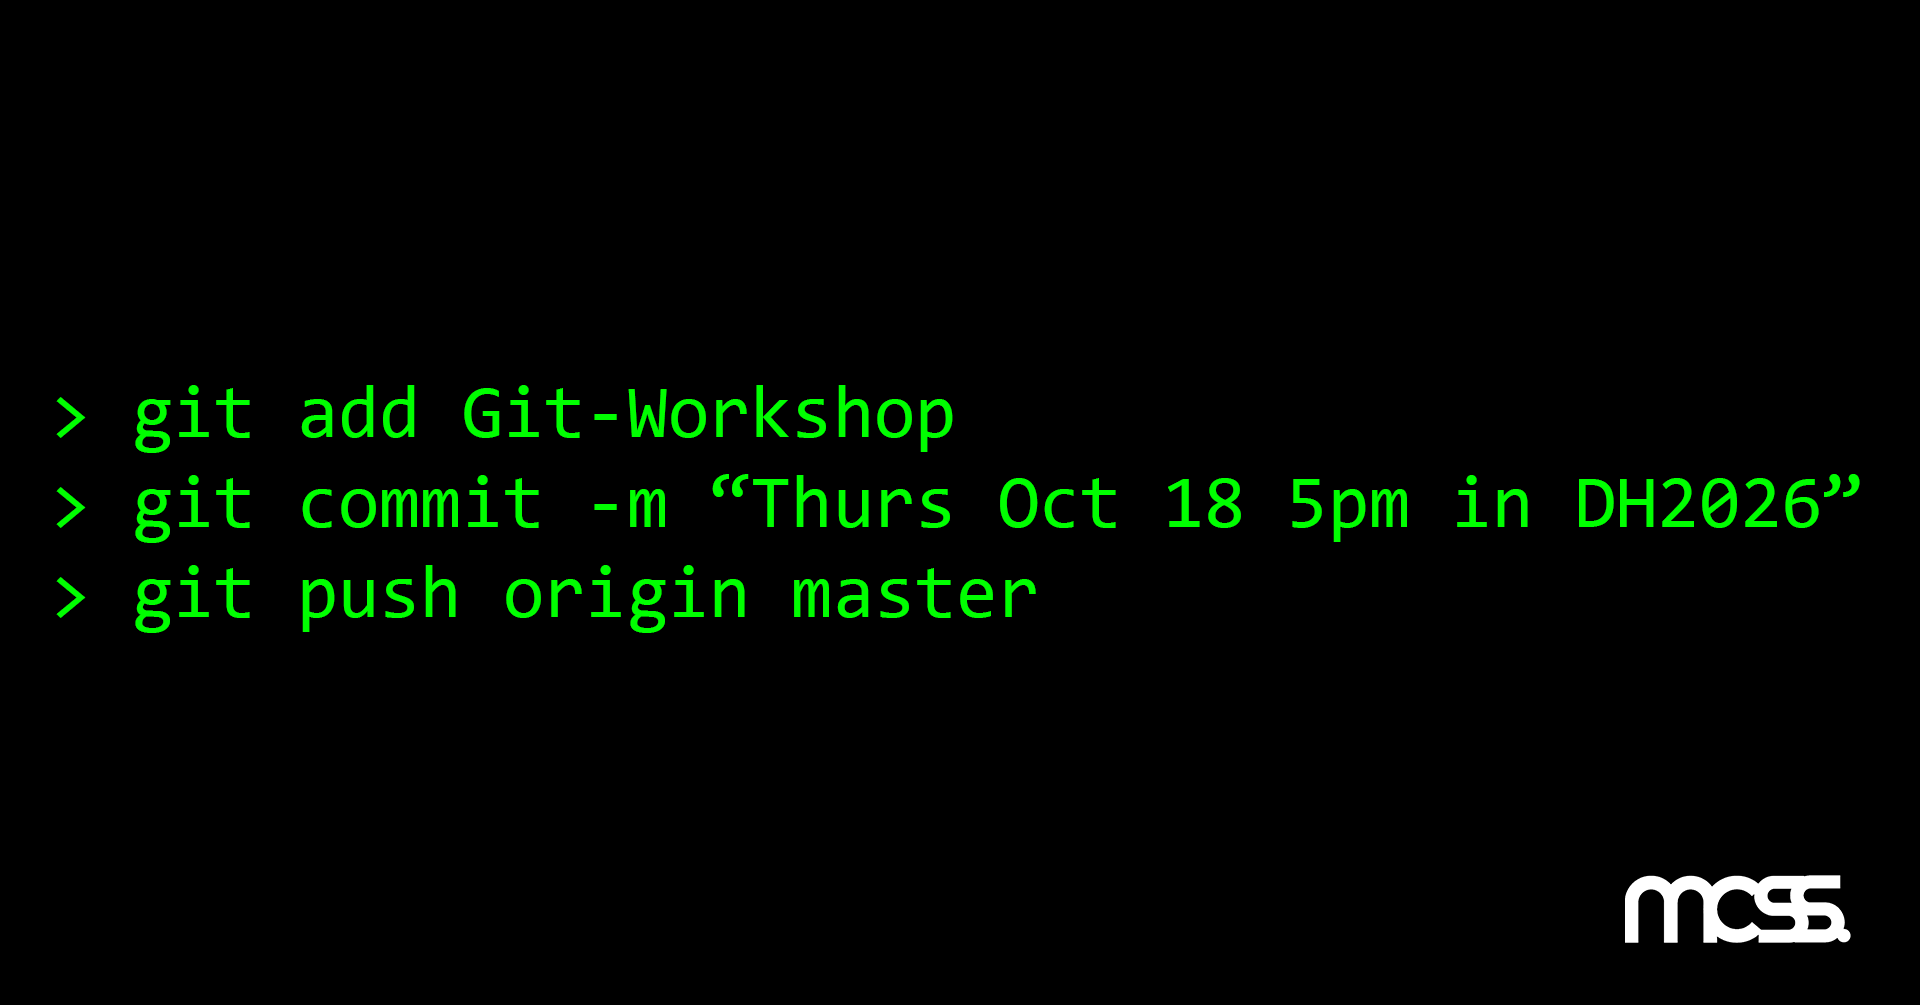 > git add Git-Workshop
> git commit -m “Thurs Oct 18 5pm in DH2026”
> git push origin master
mcss.